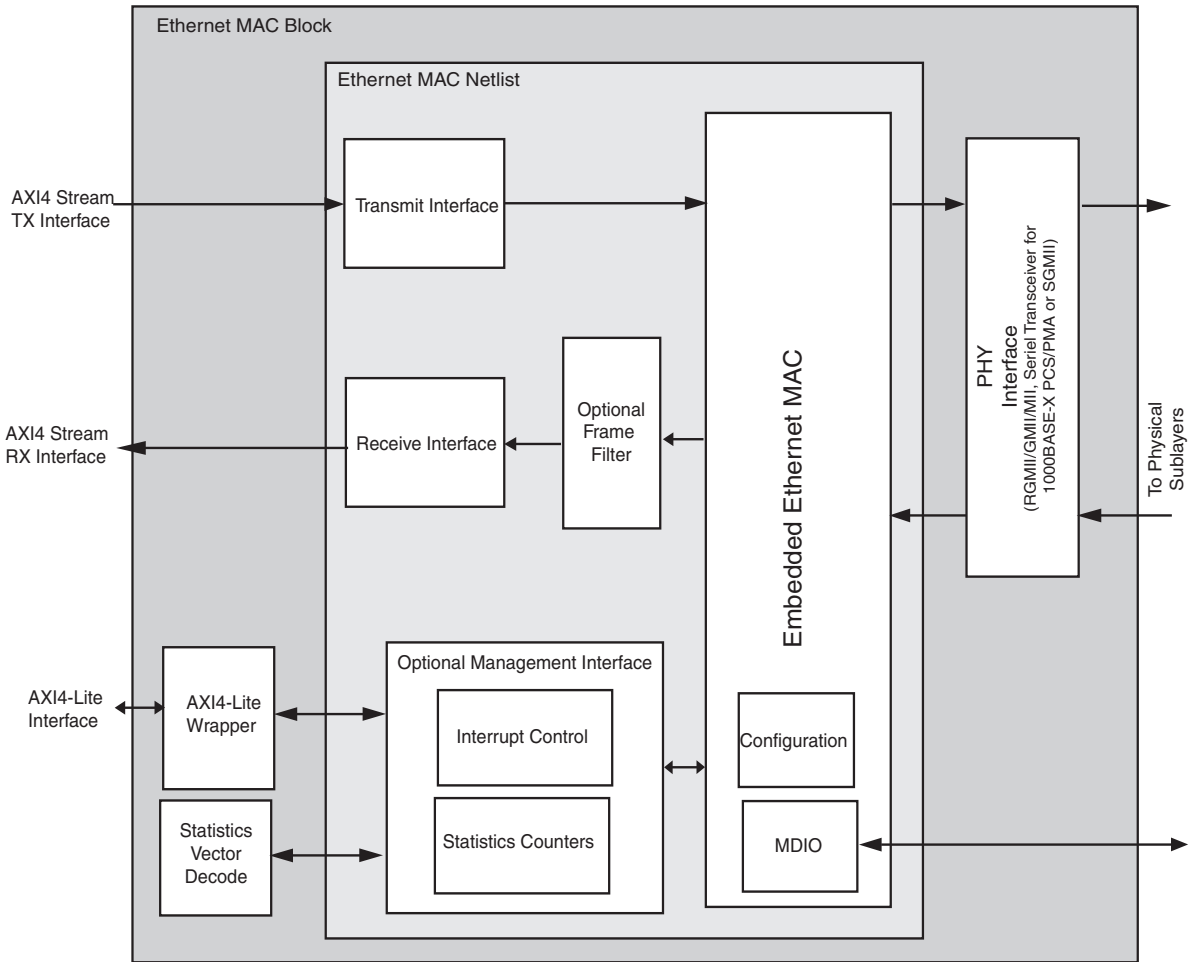 Ethernet MAC Block
Ethernet MAC Netlist
AXI4 Stream
TX Interface
Transmit Interface
AXI4 Stream
RX Interface
Receive Interface
Optional
Frame
Filter
Embedded Ethernet MAC
PHY
Interface
(RGMII/GMII/MII, Seriel Transceiver for
1000BASE-X PCS/PMA or SGMII)
To Physical
Sublayers
AXI4-Lite
Interface
AXI4-Lite
Wrapper
Optional Management Interface
Interrupt Control
Statistics Counters
Statistics
Vector
Decode
Configuration
MDIO